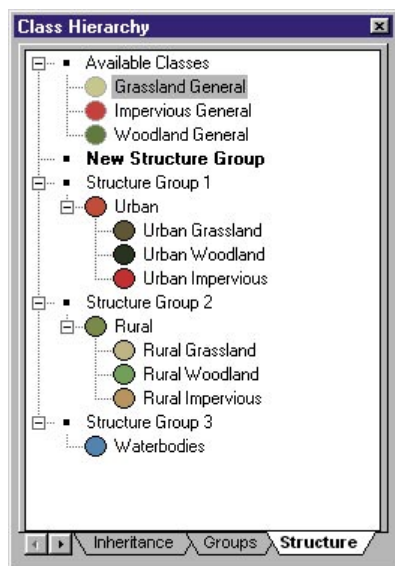 Class Hierarchy
Available Classes
Grassland General
Impervious General
Woodland General
New Structure Group
Structure Group 1
Urban
Urban Grassland
Urban Woodland
Urban Impervious
Structure Group 2
Rural
Rural Grassland
Rural Woodland
Rural Impervious
Structure Group 3
Waterbodies
Inheritance Groups Structure